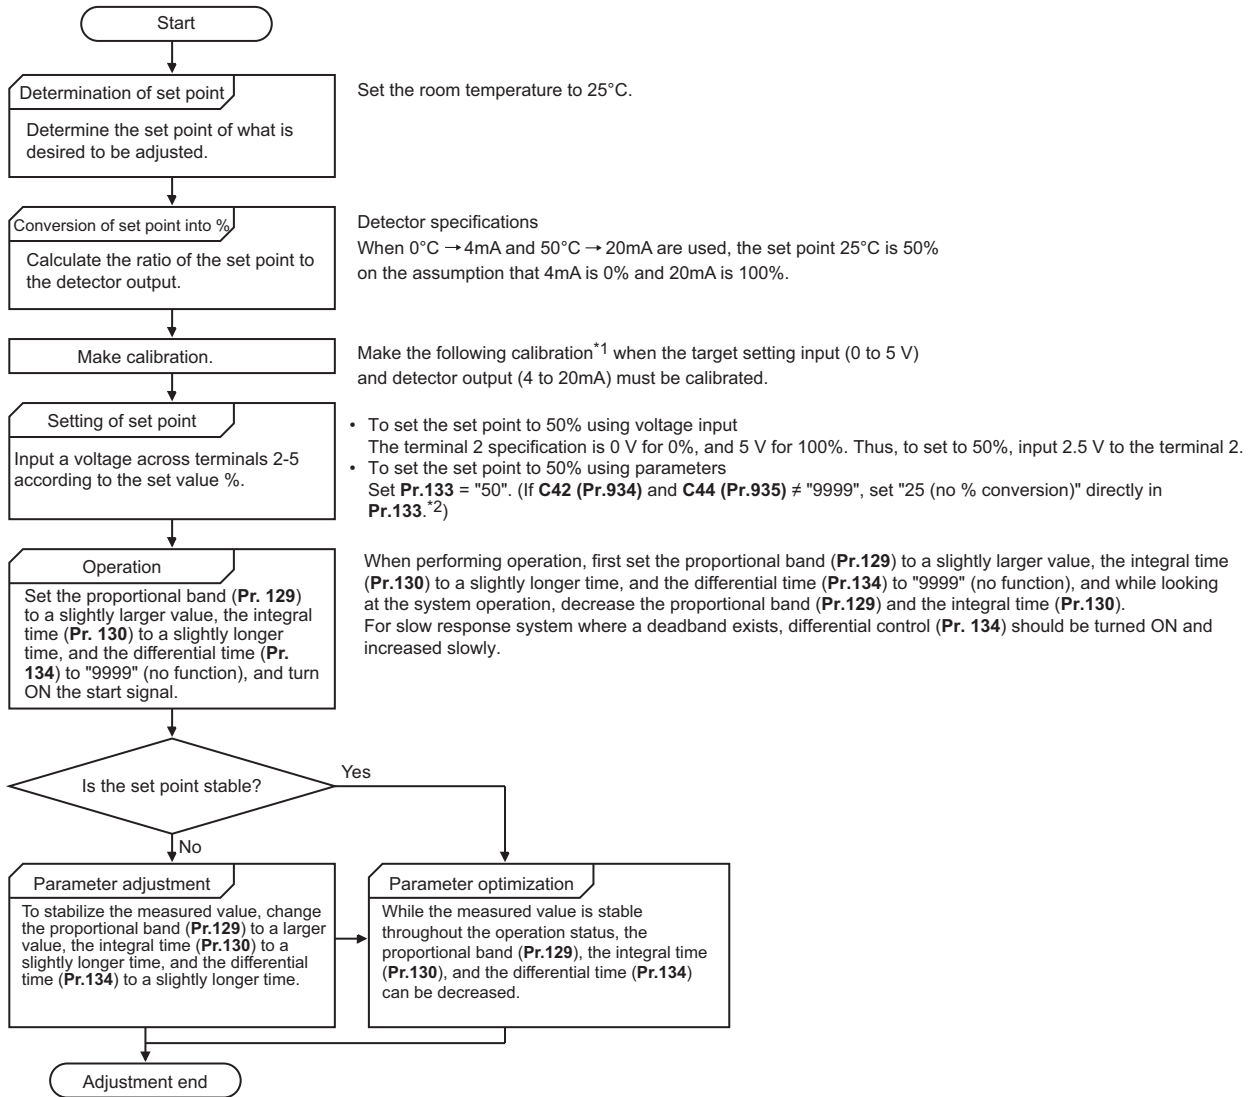 Start
Determination of set point
Determine the set point of what is
desired to be adjusted.
Set the room temperature to 25°C.
Conversion of set point into %
Calculate the ratio of the set point to
the detector output.
Detector specifications
When 0°C → 4mA and 50°C → 20mA are used, the set point 25°C is 50%
on the assumption that 4mA is 0% and 20mA is 100%.
Make calibration.
Make the following calibration*1 when the target setting input (0 to 5 V)
and detector output (4 to 20mA) must be calibrated.
Setting of set point
Input a voltage across terminals 2-5
according to the set value %.
• To set the set point to 50% using voltage input
The terminal 2 specification is 0 V for 0%, and 5 V for 100%. Thus, to set to 50%, input 2.5 V to the terminal 2.
• To set the set point to 50% using parameters
Set Pr.133 = "50". (If C42 (Pr.934) and C44 (Pr.935) ≠ "9999", set "25 (no % conversion)" directly in
Pr.133.*2)
Operation
Set the proportional band (Pr. 129)
to a slightly larger value, the integral
time (Pr. 130) to a slightly longer
time, and the differential time (Pr.
134) to "9999" (no function), and turn
ON the start signal.
When performing operation, first set the proportional band (Pr.129) to a slightly larger value, the integral time
(Pr.130) to a slightly longer time, and the differential time (Pr.134) to "9999" (no function), and while looking
at the system operation, decrease the proportional band (Pr.129) and the integral time (Pr.130).
For slow response system where a deadband exists, differential control (Pr. 134) should be turned ON and
increased slowly.
Is the set point stable?
Yes
No
Parameter adjustment
To stabilize the measured value, change
the proportional band (Pr.129) to a larger
value, the integral time (Pr.130) to a
slightly longer time, and the differential
time (Pr.134) to a slightly longer time.
Parameter optimization
While the measured value is stable
throughout the operation status, the
proportional band (Pr.129), the integral time
(Pr.130), and the differential time (Pr.134)
can be decreased.
Adjustment end